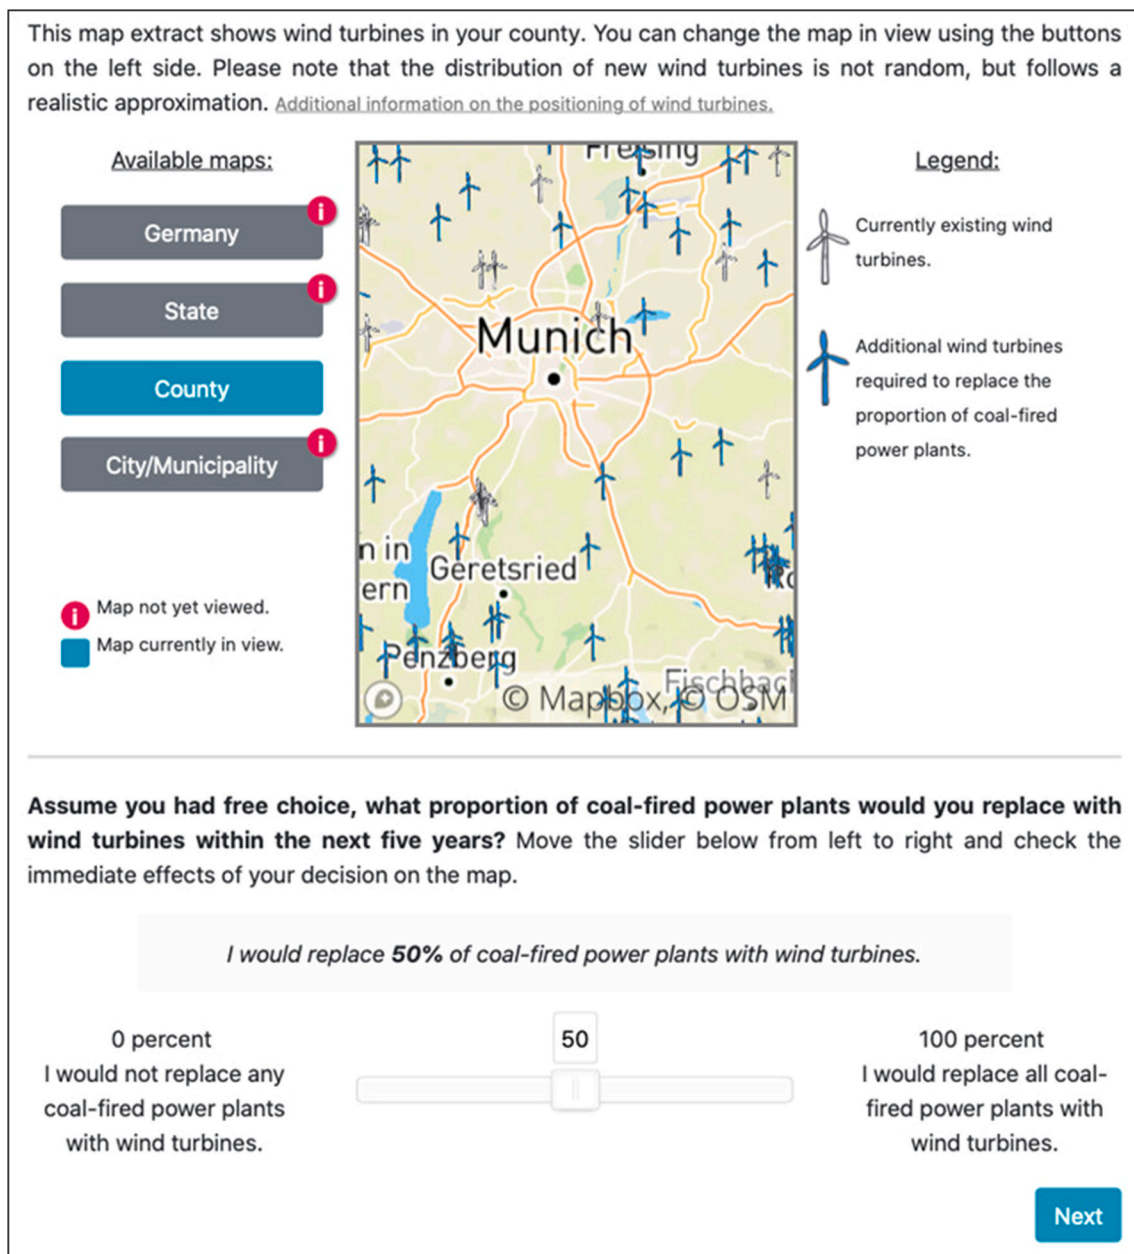 This map extract shows wind turbines in your county. You can change the map in view using the buttons
on the left side. Please note that the distribution of new wind turbines is not random, but follows a
realistic approximation. Additional information on the positioning of wind turbines.
Available maps:
Germany
i
State
i
County
City/Municipality
i
i Map not yet viewed.
Map currently in view.
Freising
Munich
n in
ern
Geretsried
Penzberg
Fischbac
© Mapbox, © OSM
Legend:
Currently existing wind
turbines.
Additional wind turbines
required to replace the
proportion of coal-fired
power plants.
Assume you had free choice, what proportion of coal-fired power plants would you replace with
wind turbines within the next five years? Move the slider below from left to right and check the
immediate effects of your decision on the map.
I would replace 50% of coal-fired power plants with wind turbines.
0 percent
I would not replace any
coal-fired power plants
with wind turbines.
50
100 percent
I would replace all coal-
fired power plants with
wind turbines.
Next